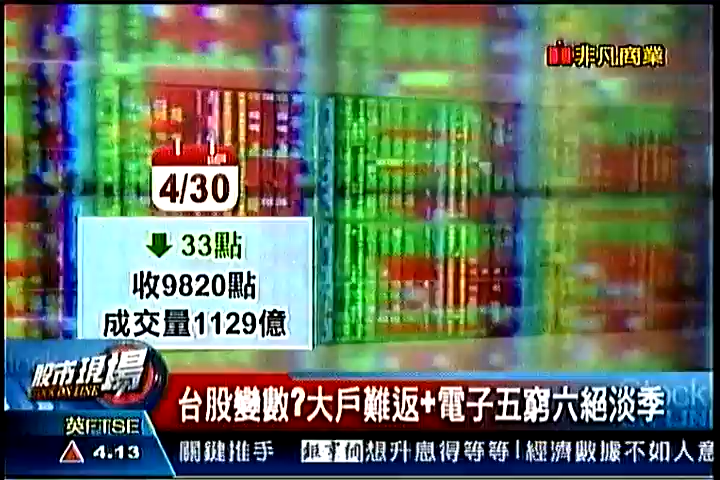 非凡商業
4/30
33點
收9820點
成交量1129億
股市現場
STOCK ON LINE
台股變數?大戶難返+電子五窮六絕淡季
英FTSE
4.13
關鍵推手 想升息得等等|經濟數據不如人意